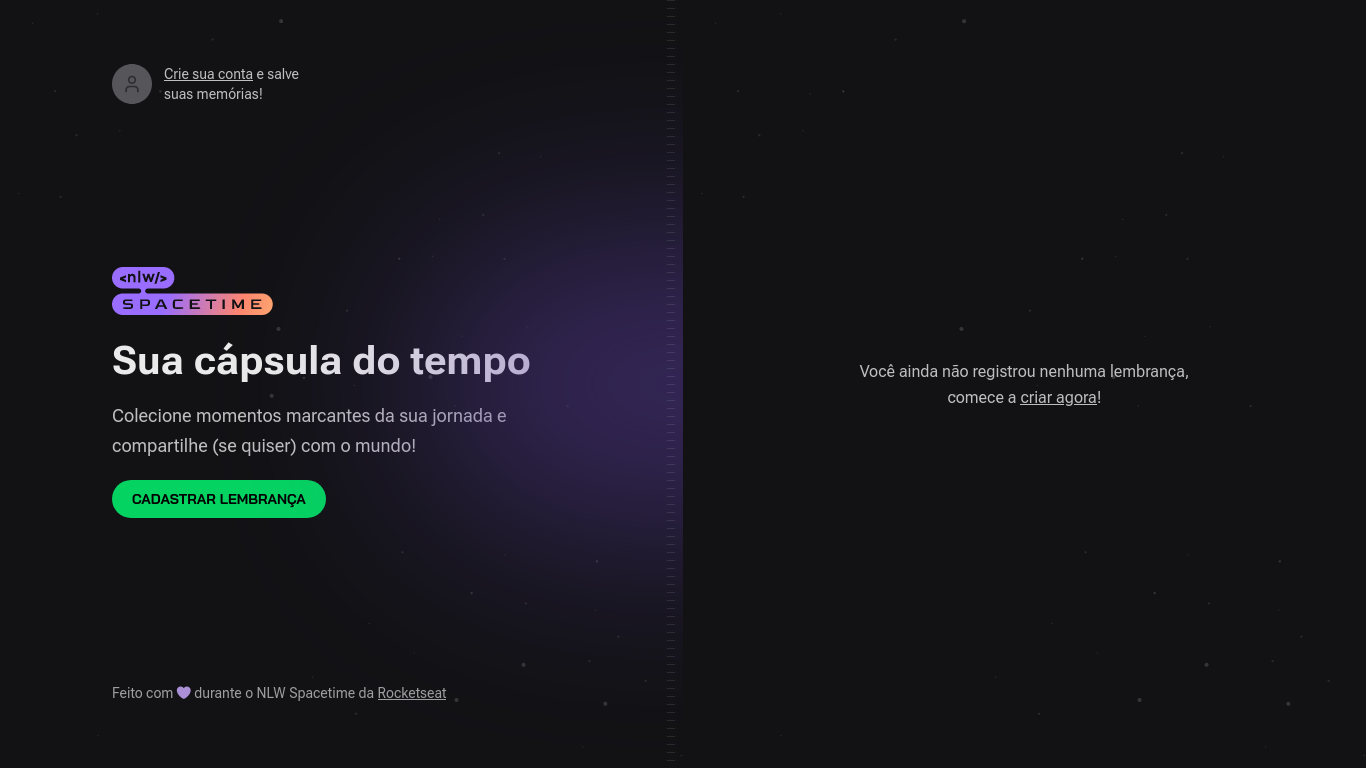 Crie sua conta e salve
suas memórias!
<nlw/>
SPACETIME
Sua cápsula do tempo
Colecione momentos marcantes da sua jornada e
compartilhe (se quiser) com o mundo!
CADASTRAR LEMBRANÇA
Feito com 💜 durante o NLW Spacetime da Rocketseat
Você ainda não registrou nenhuma lembrança,
comece a criar agora!